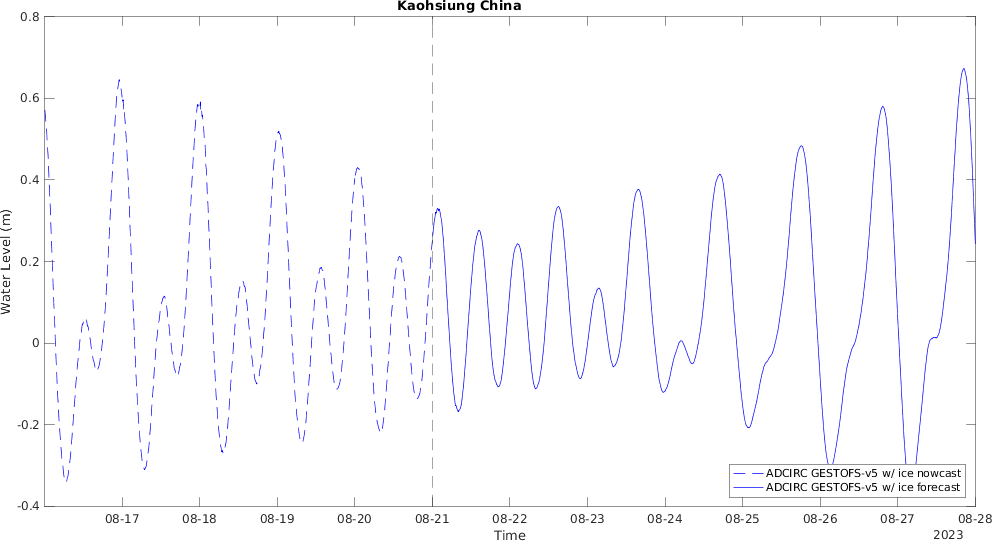 Kaohsiung China
0.8
0.6
0.4
0.2
0
-0.2
-0.4
Water Level (m)
ADCIRC GESTOFS-v5 w/ ice nowcast
ADCIRC GESTOFS-v5 w/ ice forecast
08-17 08-18 08-19 08-20 08-21 08-22 08-23 08-24 08-25 08-26 08-27 08-28
Time
2023